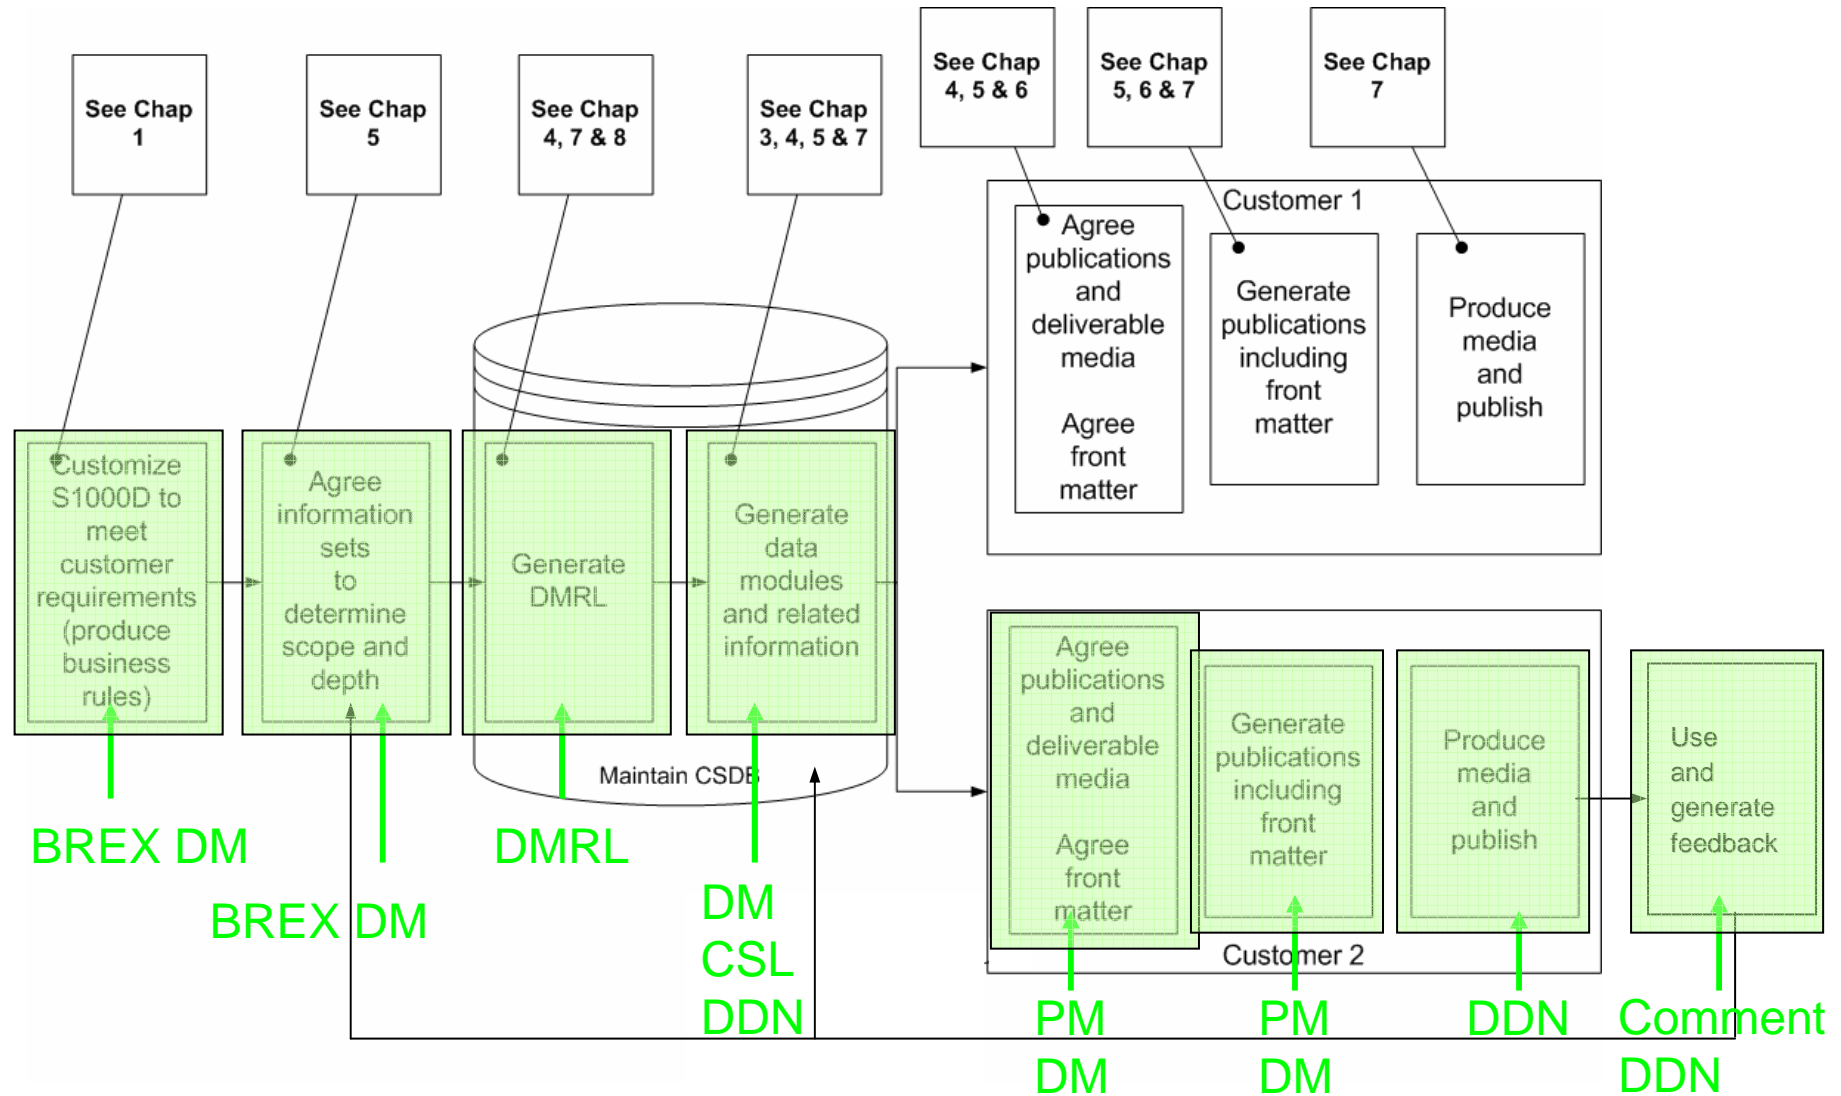 See Chap
1
See Chap
5
See Chap
4, 7 & 8
See Chap
3, 4, 5 & 7
See Chap
4, 5 & 6
See Chap
5, 6 & 7
See Chap
7
Customer 1
Agree
publications
and
deliverable
media
Agree
front
matter
Generate
publications
including
front
matter
Produce
media
and
publish
Customize
S1000D to
meet
customer
requirements
(produce
business
rules)
Agree
information
sets
to
determine
scope and
depth
Generate
DMRL
Generate
data
modules
and related
information
Maintain CSDB
Agree
publications
and
deliverable
media
Agree
front
matter
Generate
publications
including
front
matter
Produce
media
and
publish
Use
and
generate
feedback
Customer 2
BREX DM
BREX DM
DMRL
DM
CSL
DDN
PM
DM
PM
DM
DDN
Comment
DDN